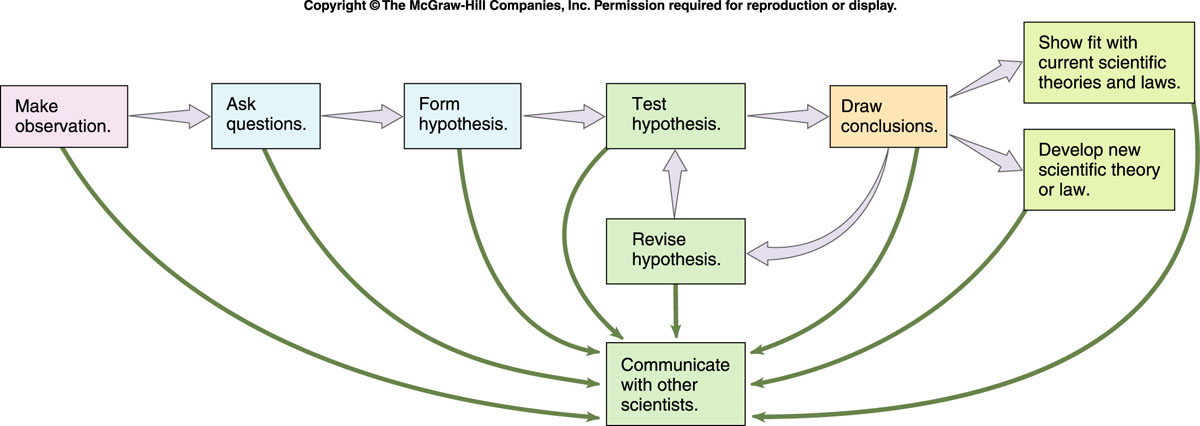 Copyright © The McGraw-Hill Companies, Inc. Permission required for reproduction or display.
Make
observation.
Ask
questions.
Form
hypothesis.
Test
hypothesis.
Draw
conclusions.
Show fit with
current scientific
theories and laws.
Develop new
scientific theory
or law.
Revise
hypothesis.
Communicate
with other
scientists.